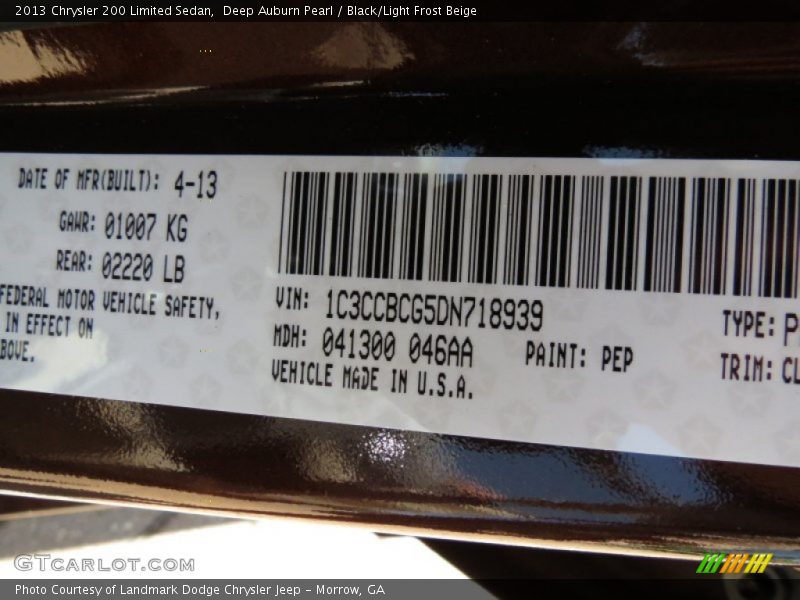 2013 Chrysler 200 Limited Sedan, Deep Auburn Pearl / Black/Light Frost Beige
DATE OF MFR(BUILT): 4-13
GAWR: 01007 KG
REAR: 02220 LB
FEDERAL MOTOR VEHICLE SAFETY,
IN EFFECT ON
VIN: 1C3CCBCG5DN718939
MDH: 041300 046AA
PAINT: PEP
VEHICLE MADE IN U.S.A.
TYPE:
TRIM:
GTCARLOT.COM
Photo Courtesy of Landmark Dodge Chrysler Jeep - Morrow, GA